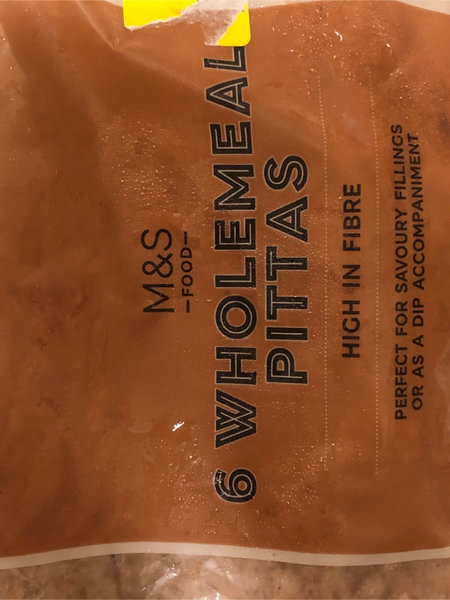 M&S
—FOOD—
6 WHOLEMEAL
PITTAS
HIGH IN FIBRE
PERFECT FOR SAVOURY FILLINGS
OR AS A DIP ACCOMPANIMENT